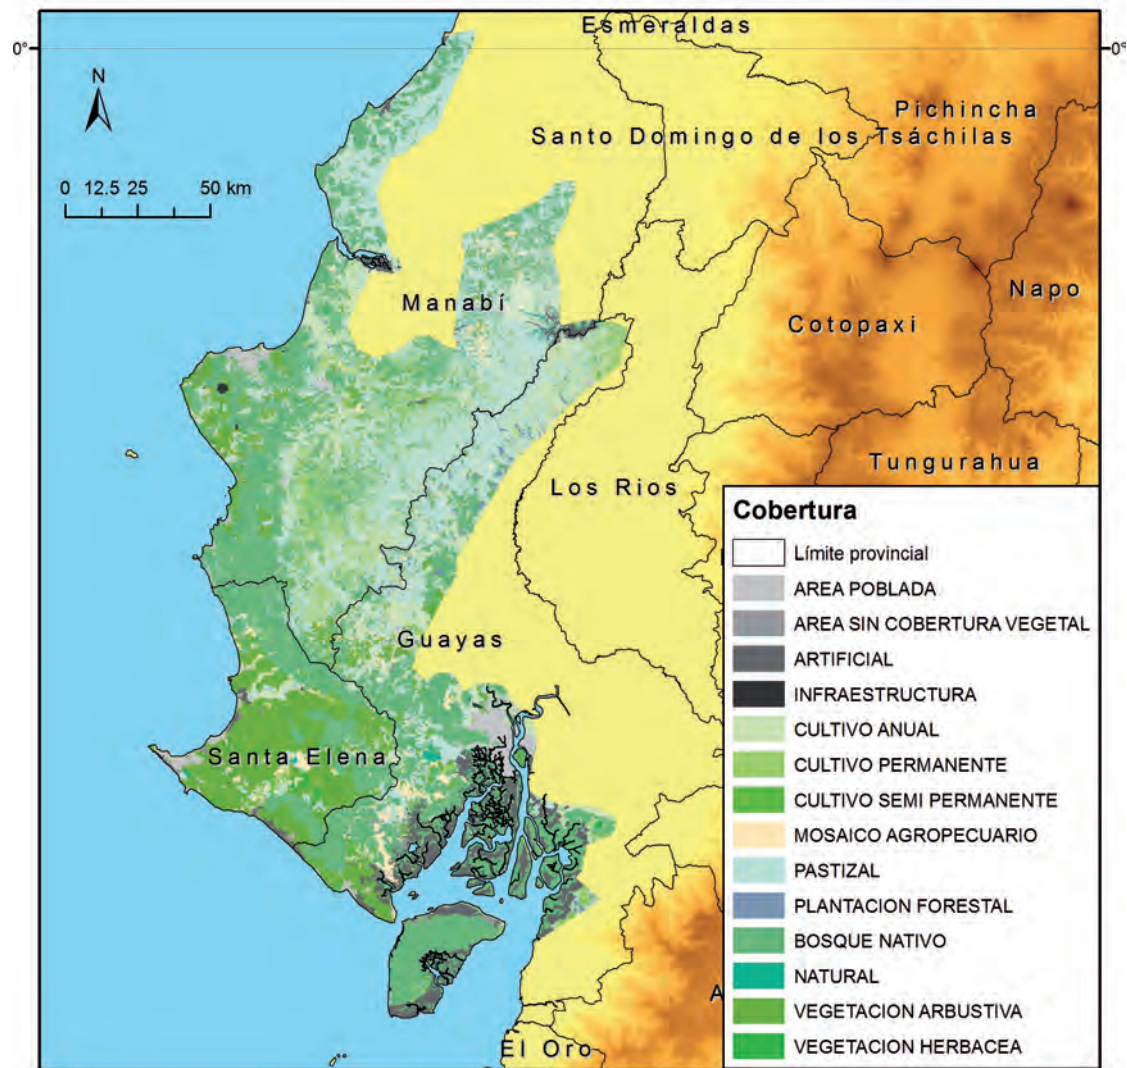 Esmeraldas
0°
0°
N
Pichincha
Santo Domingo de los Tsáchilas
0 12.5 25 50 km
Napo
Manabí
Cotopaxi
Tungurahua
Los Rios
Cobertura
Límite provincial
AREA POBLADA
AREA SIN COBERTURA VEGETAL
Guayas
ARTIFICIAL
INFRAESTRUCTURA
CULTIVO ANUAL
Santa Elena
CULTIVO PERMANENTE
CULTIVO SEMI PERMANENTE
MOSAICO AGROPECUARIO
PASTIZAL
PLANTACION FORESTAL
BOSQUE NATIVO
NATURAL
A
VEGETACION ARBUSTIVA
VEGETACION HERBACEA
El Oro